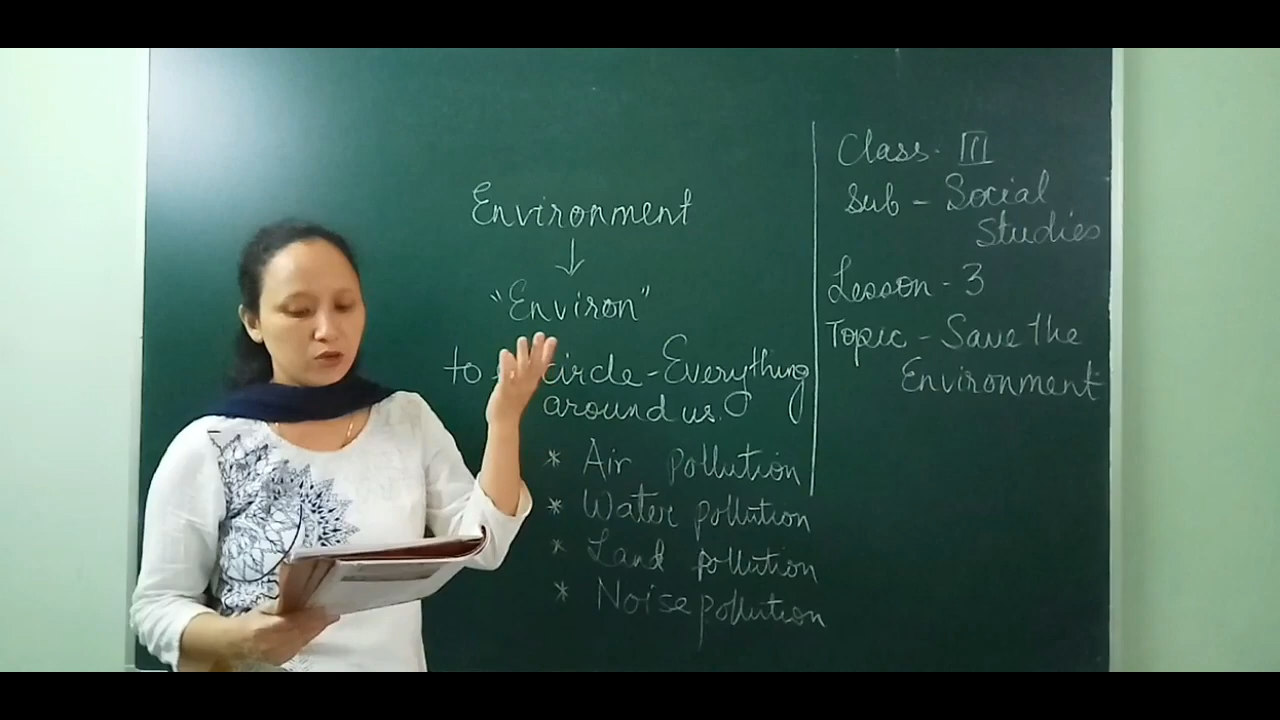 Environment
↓
"Environ"
to circle - Everything
around us.
* Air pollution
* Water pollution
* Land pollution
* Noise pollution
Class - III
Sub - Social
Studies
Lesson - 3
Topic - Save the
Environment